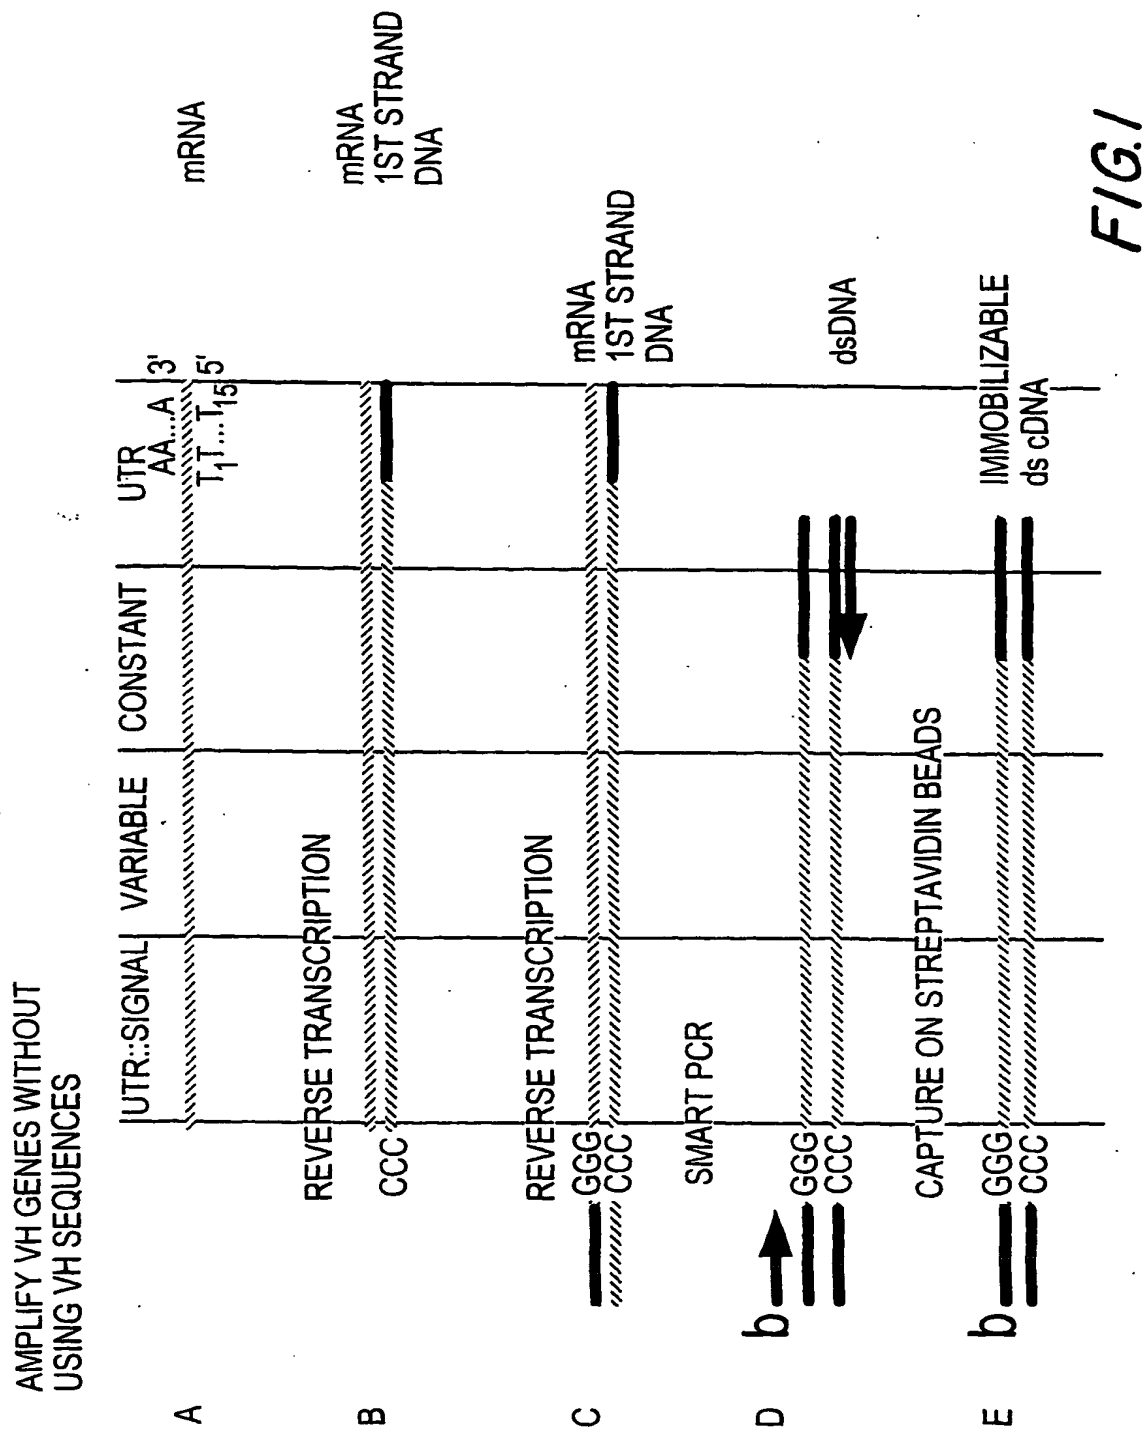 AMPLIFY VH GENES WITHOUT
USING VH SEQUENCES
UTR::SIGNAL VARIABLE CONSTANT UTR
A
AA...A 3'
T1T...T15 5'
mRNA
REVERSE TRANSCRIPTION
B
CCC
mRNA
1ST STRAND
DNA
REVERSE TRANSCRIPTION
C
GGG
CCC
mRNA
1ST STRAND
DNA
SMART PCR
D
b
GGG
CCC
dsDNA
CAPTURE ON STREPTAVIDIN BEADS
E
b
GGG
CCC
IMMOBILIZABLE
ds cDNA
FIG.1